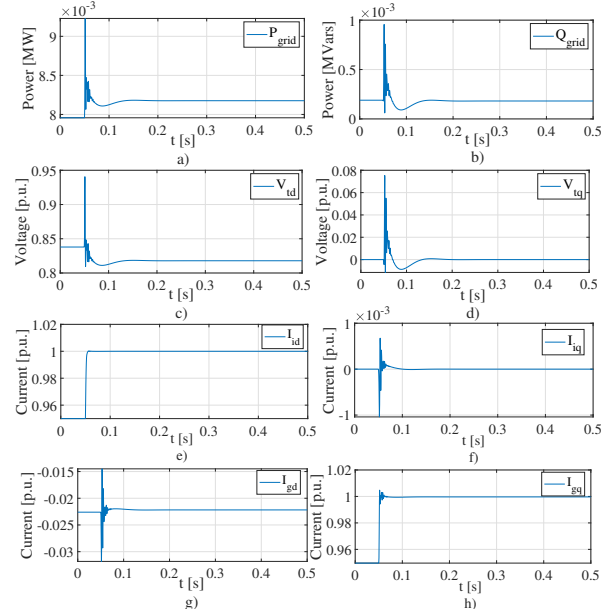 ×10⁻³
Power [MW]
9
8.5
8
P_grid
0 0.1 0.2 0.3 0.4 0.5
t [s]
a)
×10⁻³
Power [MVars]
1
0.5
0
Q_grid
0 0.1 0.2 0.3 0.4 0.5
t [s]
b)
Voltage [p.u.]
0.95
0.9
0.85
0.8
V_td
0 0.1 0.2 0.3 0.4 0.5
t [s]
c)
Voltage [p.u.]
0.08
0.06
0.04
0.02
0
V_tq
0 0.1 0.2 0.3 0.4 0.5
t [s]
d)
Current [p.u.]
1.02
1
0.98
0.96
I_id
0 0.1 0.2 0.3 0.4 0.5
t [s]
e)
×10⁻³
Current [p.u.]
1
0
-1
I_iq
0 0.1 0.2 0.3 0.4 0.5
t [s]
f)
Current [p.u.]
-0.015
-0.02
-0.025
-0.03
I_gd
0 0.1 0.2 0.3 0.4 0.5
t [s]
g)
Current [p.u.]
1.02
1
0.98
0.96
I_gq
0 0.1 0.2 0.3 0.4 0.5
t [s]
h)